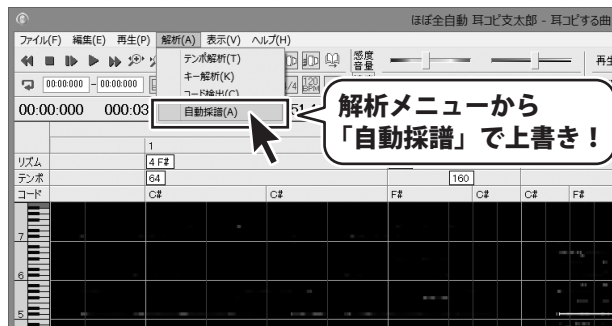 ほぼ全自動 耳コピ支太郎 - 耳コピする曲
ファイル(F) 編集(E) 再生(P) 解析(A) 表示(V) ヘルプ(H)
テンポ解析(T)
キー解析(K)
コード検出(C)
自動採譜(A)
感度
音量
再生
00:00:000 - 00:00:000
/4 120 BPM
00:00:000 000:03
解析メニューから
「自動採譜」で上書き!
1
リズム 4 F#
テンポ 64 160
コード C# C# F# C# C# F#
7
6
5